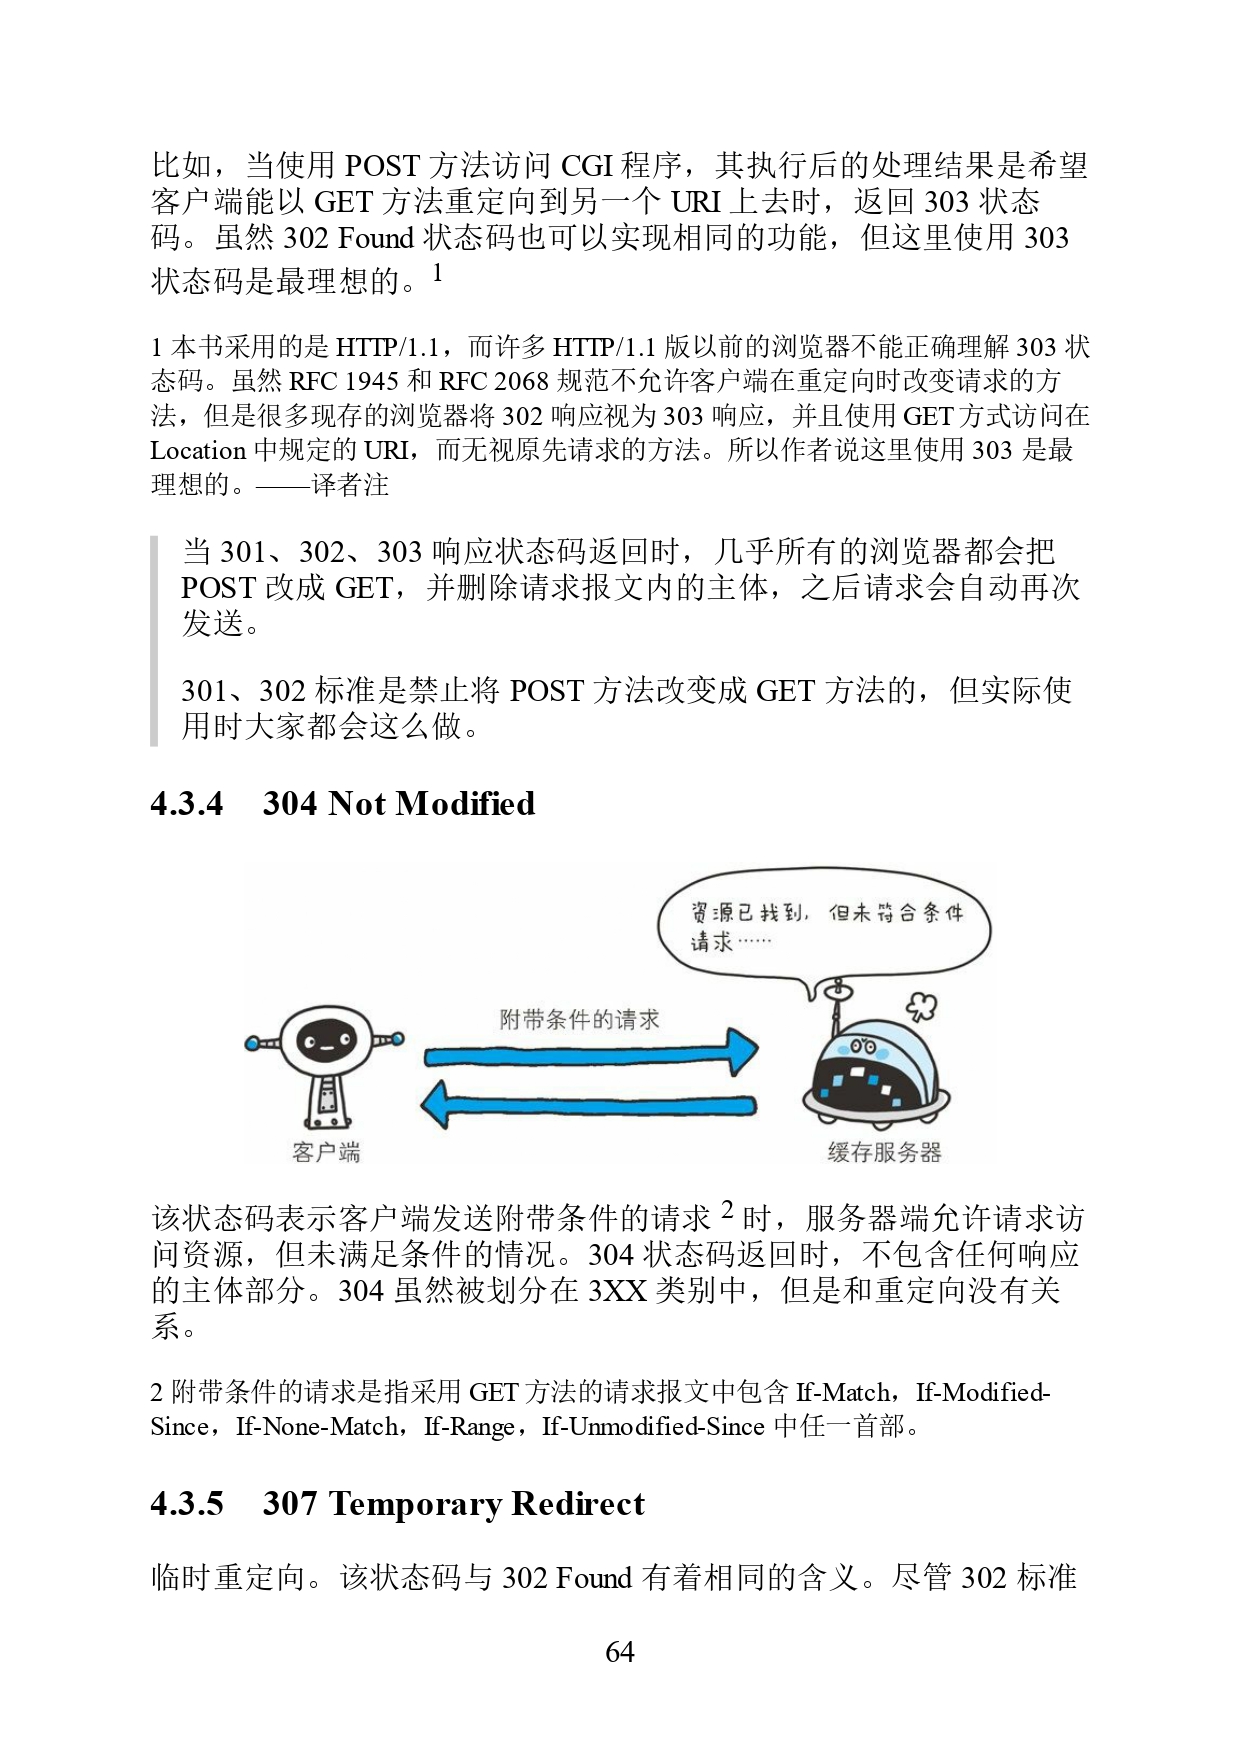 比如，当使用 POST 方法访问 CGI 程序，其执行后的处理结果是希望
客户端能以 GET 方法重定向到另一个 URI 上去时，返回 303 状态
码。虽然 302 Found 状态码也可以实现相同的功能，但这里使用 303
状态码是最理想的。1
1 本书采用的是 HTTP/1.1，而许多 HTTP/1.1 版以前的浏览器不能正确理解 303 状
态码。虽然 RFC 1945 和 RFC 2068 规范不允许客户端在重定向时改变请求的方
法，但是很多现存的浏览器将 302 响应视为 303 响应，并且使用 GET 方式访问在
Location 中规定的 URI，而无视原先请求的方法。所以作者说这里使用 303 是最
理想的。——译者注
当 301、302、303 响应状态码返回时，几乎所有的浏览器都会把
POST 改成 GET，并删除请求报文内的主体，之后请求会自动再次
发送。
301、302 标准是禁止将 POST 方法改变成 GET 方法的，但实际使
用时大家都会这么做。
4.3.4 304 Not Modified
资源已找到，但未符合条件
请求……
附带条件的请求
客户端
缓存服务器
该状态码表示客户端发送附带条件的请求 2 时，服务器端允许请求访
问资源，但未满足条件的情况。304 状态码返回时，不包含任何响应
的主体部分。304 虽然被划分在 3XX 类别中，但是和重定向没有关
系。
2 附带条件的请求是指采用 GET 方法的请求报文中包含 If-Match，If-Modified-
Since，If-None-Match，If-Range，If-Unmodified-Since 中任一首部。
4.3.5 307 Temporary Redirect
临时重定向。该状态码与 302 Found 有着相同的含义。尽管 302 标准
64